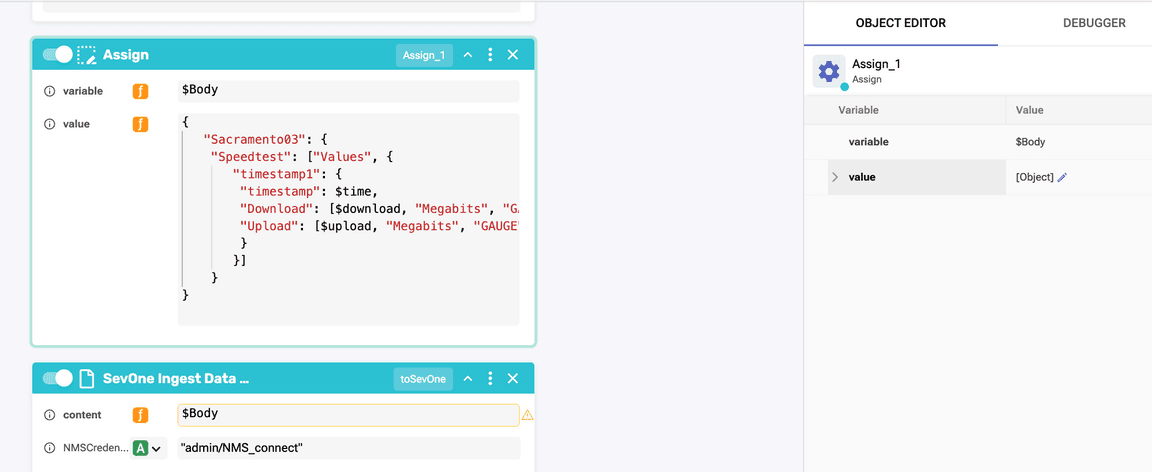 OBJECT EDITOR
DEBUGGER
Assign
Assign_1
variable
$Body
value
{
"Sacramento03": {
"Speedtest": ["Values", {
"timestamp1": {
"timestamp": $time,
"Download": [$download, "Megabits", "GA
"Upload": [$upload, "Megabits", "GAUGE"
}
}]
}
}
SevOne Ingest Data ...
toSevOne
content
$Body
NMSCreden...
A
"admin/NMS_connect"
Assign_1
Assign
Variable
Value
variable
$Body
value
[Object]